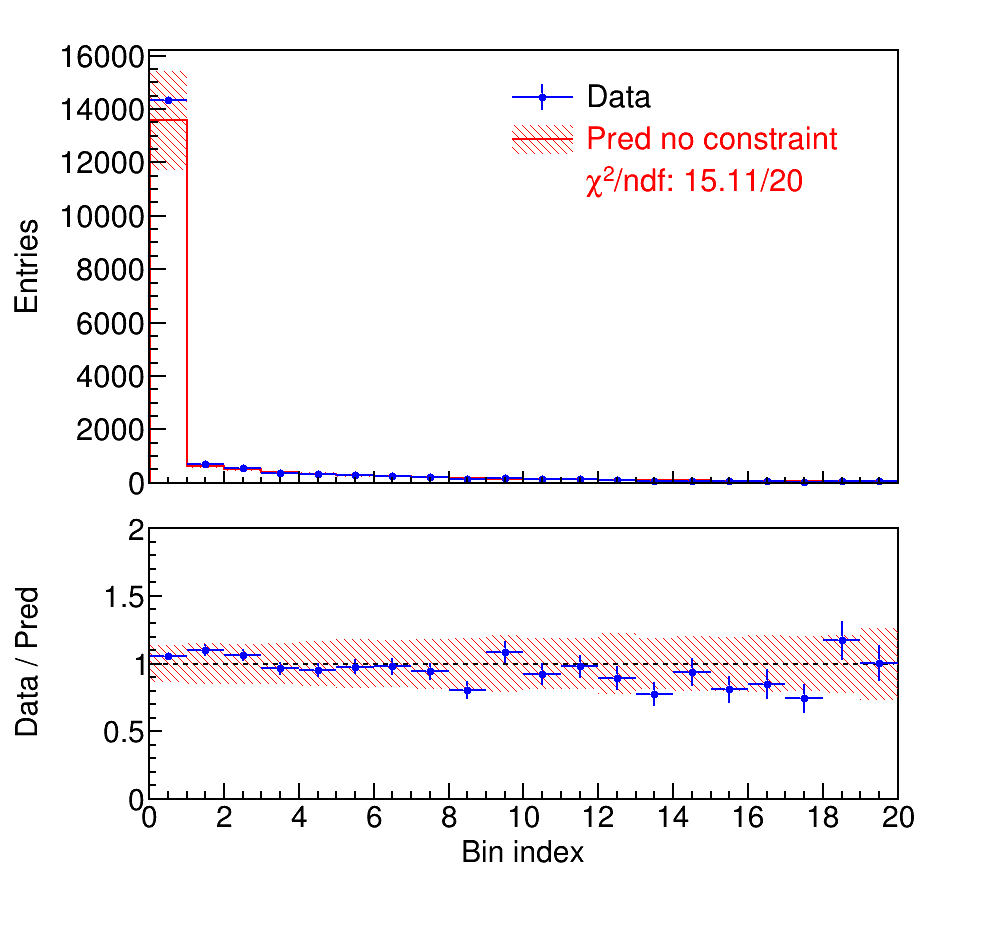 16000
14000
12000
10000
8000
6000
4000
2000
0
Entries
Data
Pred no constraint
χ²/ndf: 15.11/20
2
1.5
1
0.5
0
Data / Pred
0 2 4 6 8 10 12 14 16 18 20
Bin index